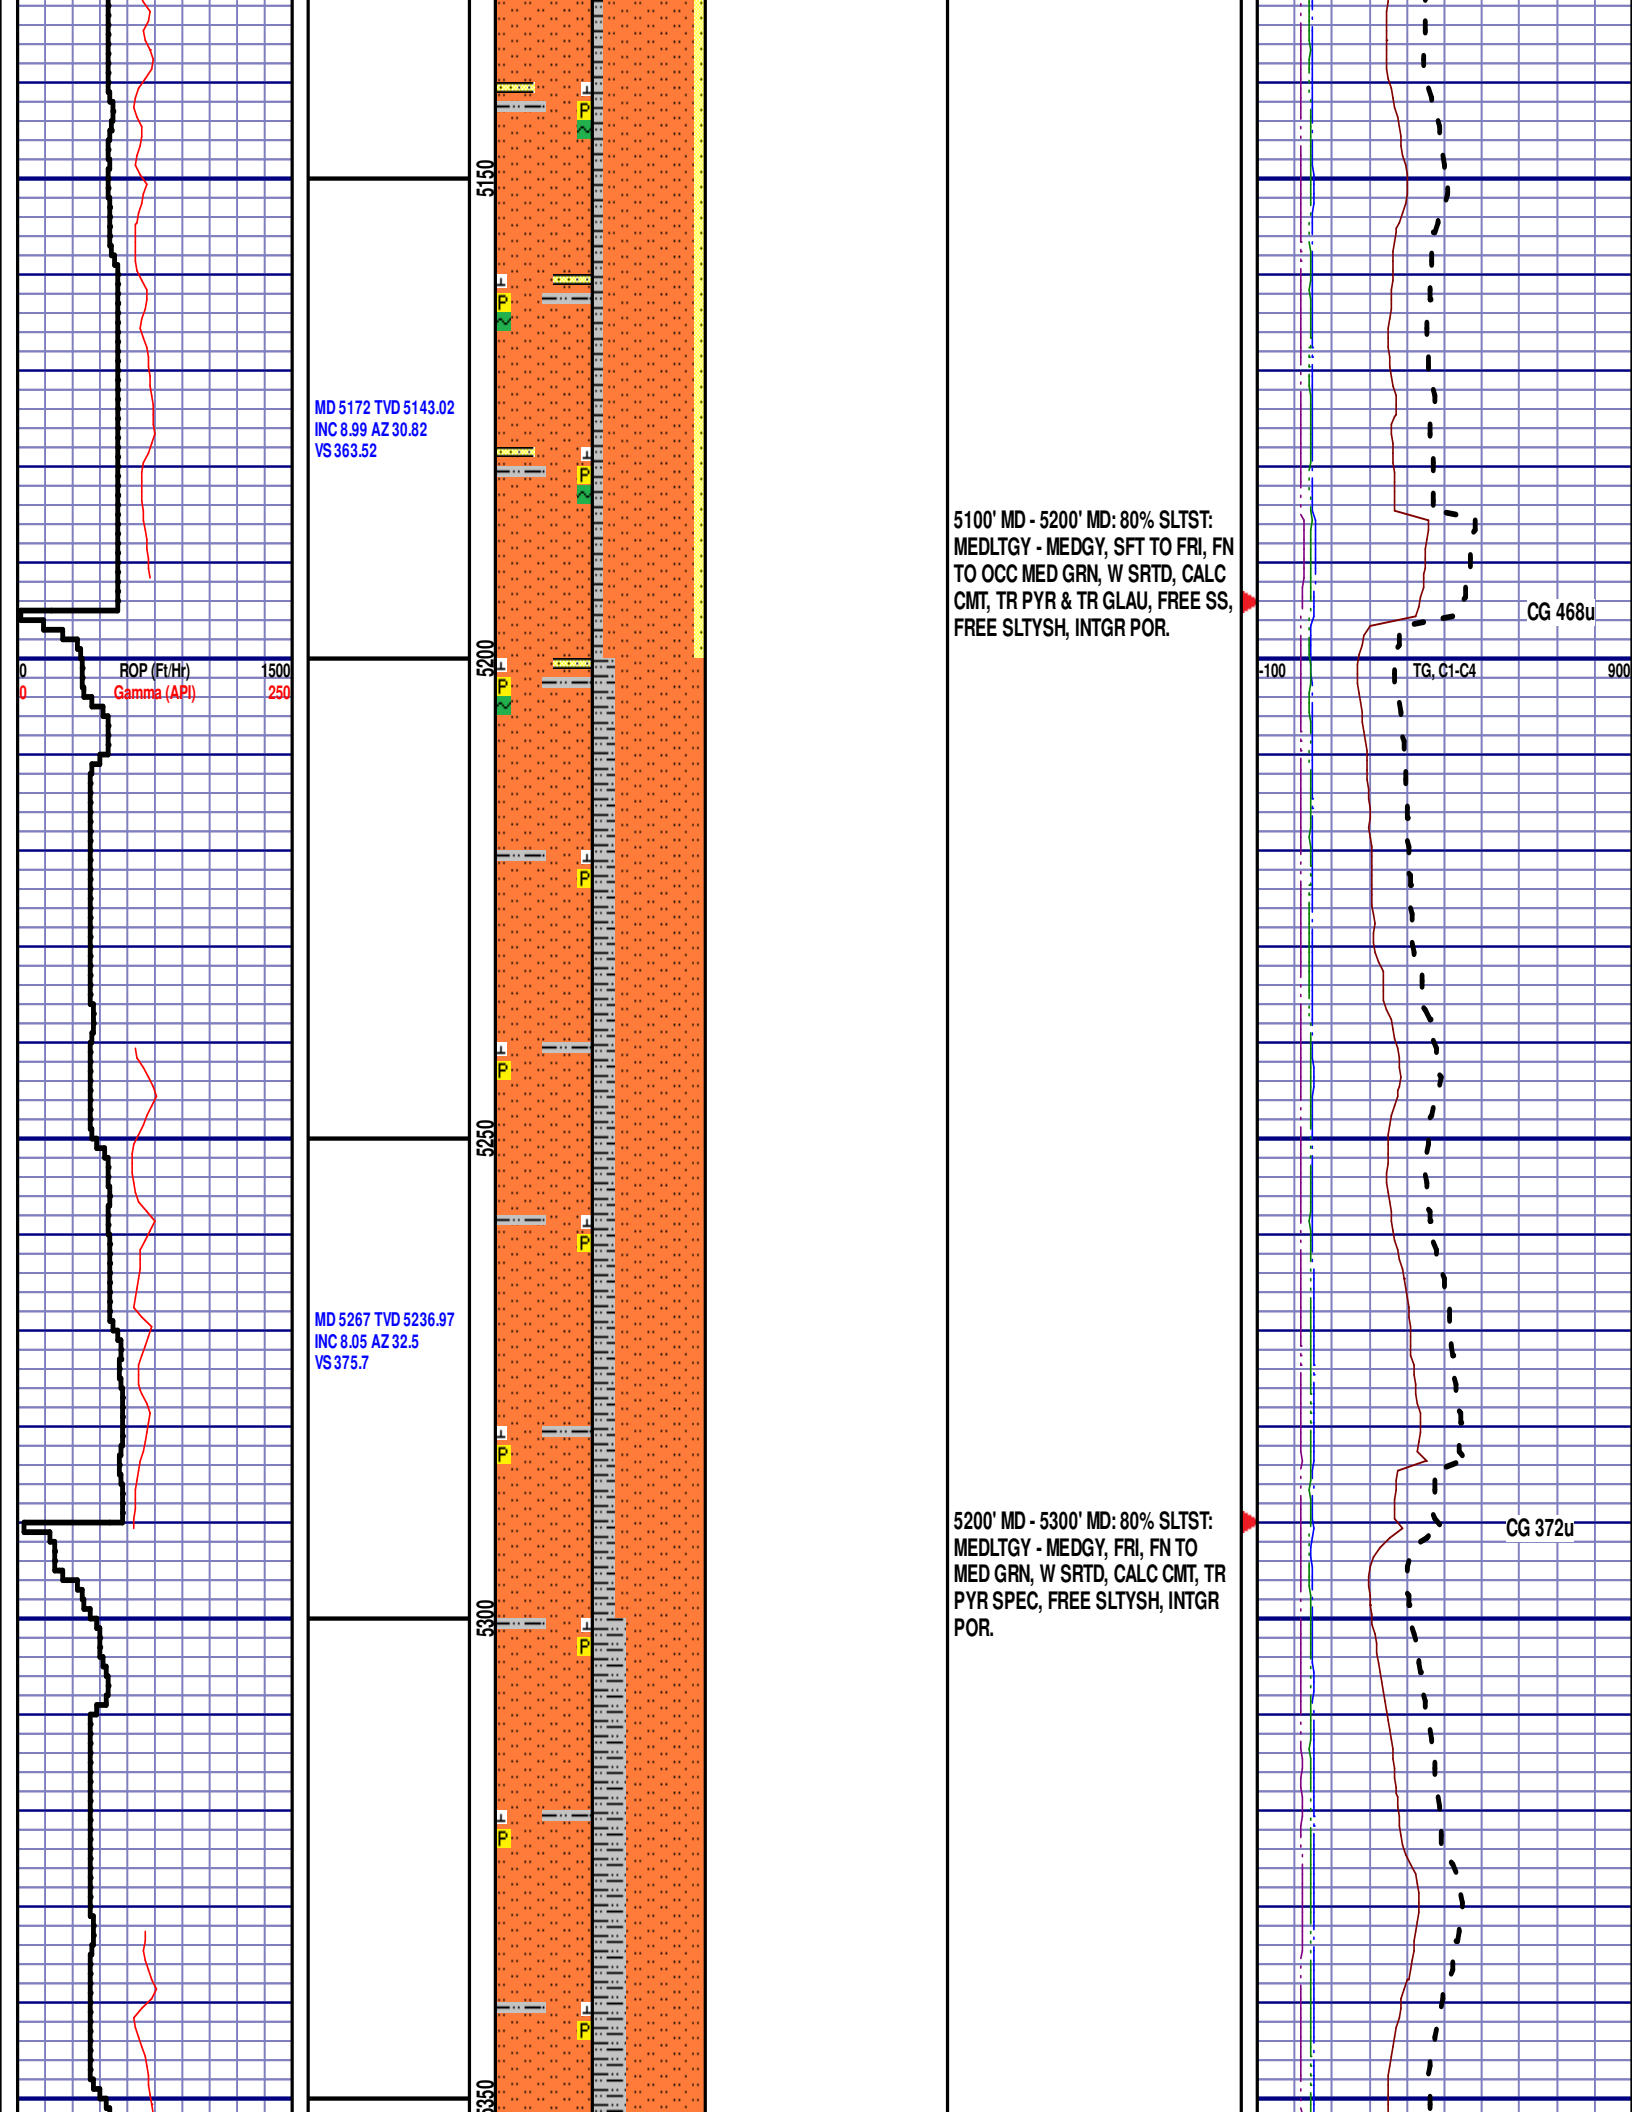 5150
MD 5172 TVD 5143.02
INC 8.99 AZ 30.82
VS 363.52
5100' MD - 5200' MD: 80% SLTST:
MEDLTGY - MEDGY, SFT TO FRI, FN
TO OCC MED GRN, W SRTD, CALC
CMT, TR PYR & TR GLAU, FREE SS,
FREE SLTYSH, INTGR POR.
CG 468u
5200
0 ROP (Ft/Hr) 1500
0 Gamma (API) 250
-100 TG, C1-C4 900
P
P
P
P
P
P
P
P
P
P
P
P
5250
MD 5267 TVD 5236.97
INC 8.05 AZ 32.5
VS 375.7
5200' MD - 5300' MD: 80% SLTST:
MEDLTGY - MEDGY, FRI, FN TO
MED GRN, W SRTD, CALC CMT, TR
PYR SPEC, FREE SLTYSH, INTGR
POR.
CG 372u
5300
5350